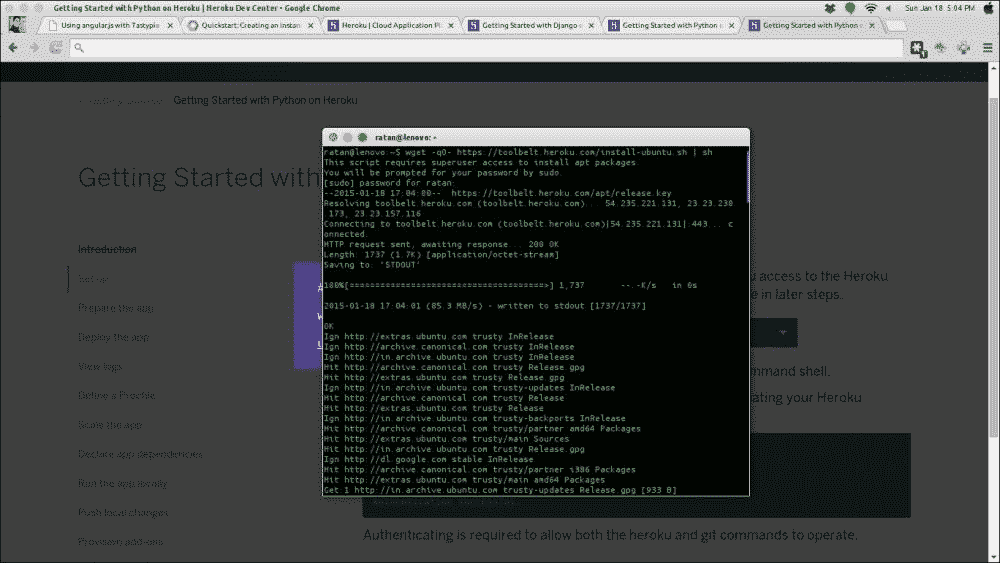 Getting Started with Python on Heroku | Heroku Dev Center - Google Chrome
Sun Jan 18 5:04 PM
Using angular.js with Tastypie
Quickstart: Creating an Instan
Heroku | Cloud Application Pl
Getting Started with Django o
Getting Started with Python o
Getting Started with Python o
Getting Started with Python on Heroku
Getting Started with
Introduction
Set up
Prepare the app
Deploy the app
View logs
Define a Procfile
Scale the app
Declare app dependencies
Run the app locally
Push local changes
Provision add-ons
ratan@lenovo: ~
ratan@lenovo:~$ wget -qO- https://toolbelt.heroku.com/install-ubuntu.sh | sh
This script requires superuser access to install apt packages.
You will be prompted for your password by sudo.
[sudo] password for ratan:
--2015-01-18 17:04:00--  https://toolbelt.heroku.com/apt/release.key
Resolving toolbelt.heroku.com (toolbelt.heroku.com)... 54.235.221.131, 23.23.230
.173, 23.23.157.116
Connecting to toolbelt.heroku.com (toolbelt.heroku.com)|54.235.221.131|:443... c
onnected.
HTTP request sent, awaiting response... 200 OK
Length: 1737 (1.7K) [application/octet-stream]
Saving to: ‘STDOUT’
100%[======================================>] 1,737 --.-K/s in 0s
2015-01-18 17:04:01 (85.3 MB/s) - written to stdout [1737/1737]
OK
Ign http://extras.ubuntu.com trusty InRelease
Ign http://archive.canonical.com trusty InRelease
Ign http://in.archive.ubuntu.com trusty InRelease
Hit http://archive.canonical.com trusty Release.gpg
Hit http://extras.ubuntu.com trusty Release.gpg
Ign http://in.archive.ubuntu.com trusty-updates InRelease
Hit http://archive.canonical.com trusty Release
Hit http://extras.ubuntu.com trusty Release
Ign http://in.archive.ubuntu.com trusty-backports InRelease
Hit http://archive.canonical.com trusty/partner amd64 Packages
Hit http://extras.ubuntu.com trusty/main Sources
Hit http://in.archive.ubuntu.com trusty Release.gpg
Ign http://dl.google.com stable InRelease
Hit http://archive.canonical.com trusty/partner i386 Packages
Hit http://extras.ubuntu.com trusty/main amd64 Packages
Get:1 http://in.archive.ubuntu.com trusty-updates Release.gpg [933 B]
access to the Heroku
e in later steps.
mmand shell.
ating your Heroku
Authenticating is required to allow both the heroku and git commands to operate.